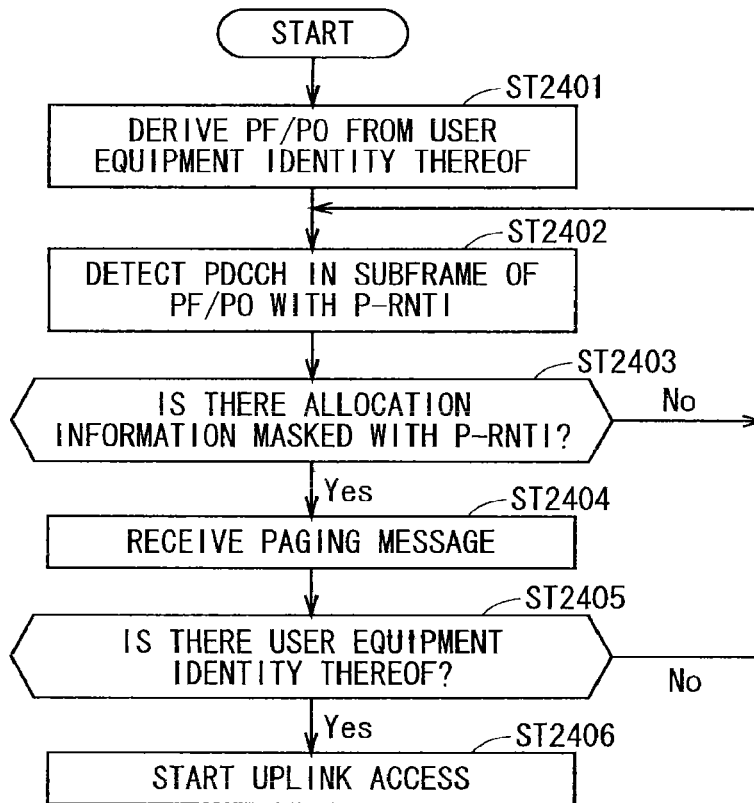 START
ST2401
DERIVE PF/PO FROM USER
EQUIPMENT IDENTITY THEREOF
ST2402
DETECT PDCCH IN SUBFRAME OF
PF/PO WITH P-RNTI
ST2403
IS THERE ALLOCATION
INFORMATION MASKED WITH P-RNTI?
No
Yes
ST2404
RECEIVE PAGING MESSAGE
ST2405
IS THERE USER EQUIPMENT
IDENTITY THEREOF?
No
Yes
ST2406
START UPLINK ACCESS